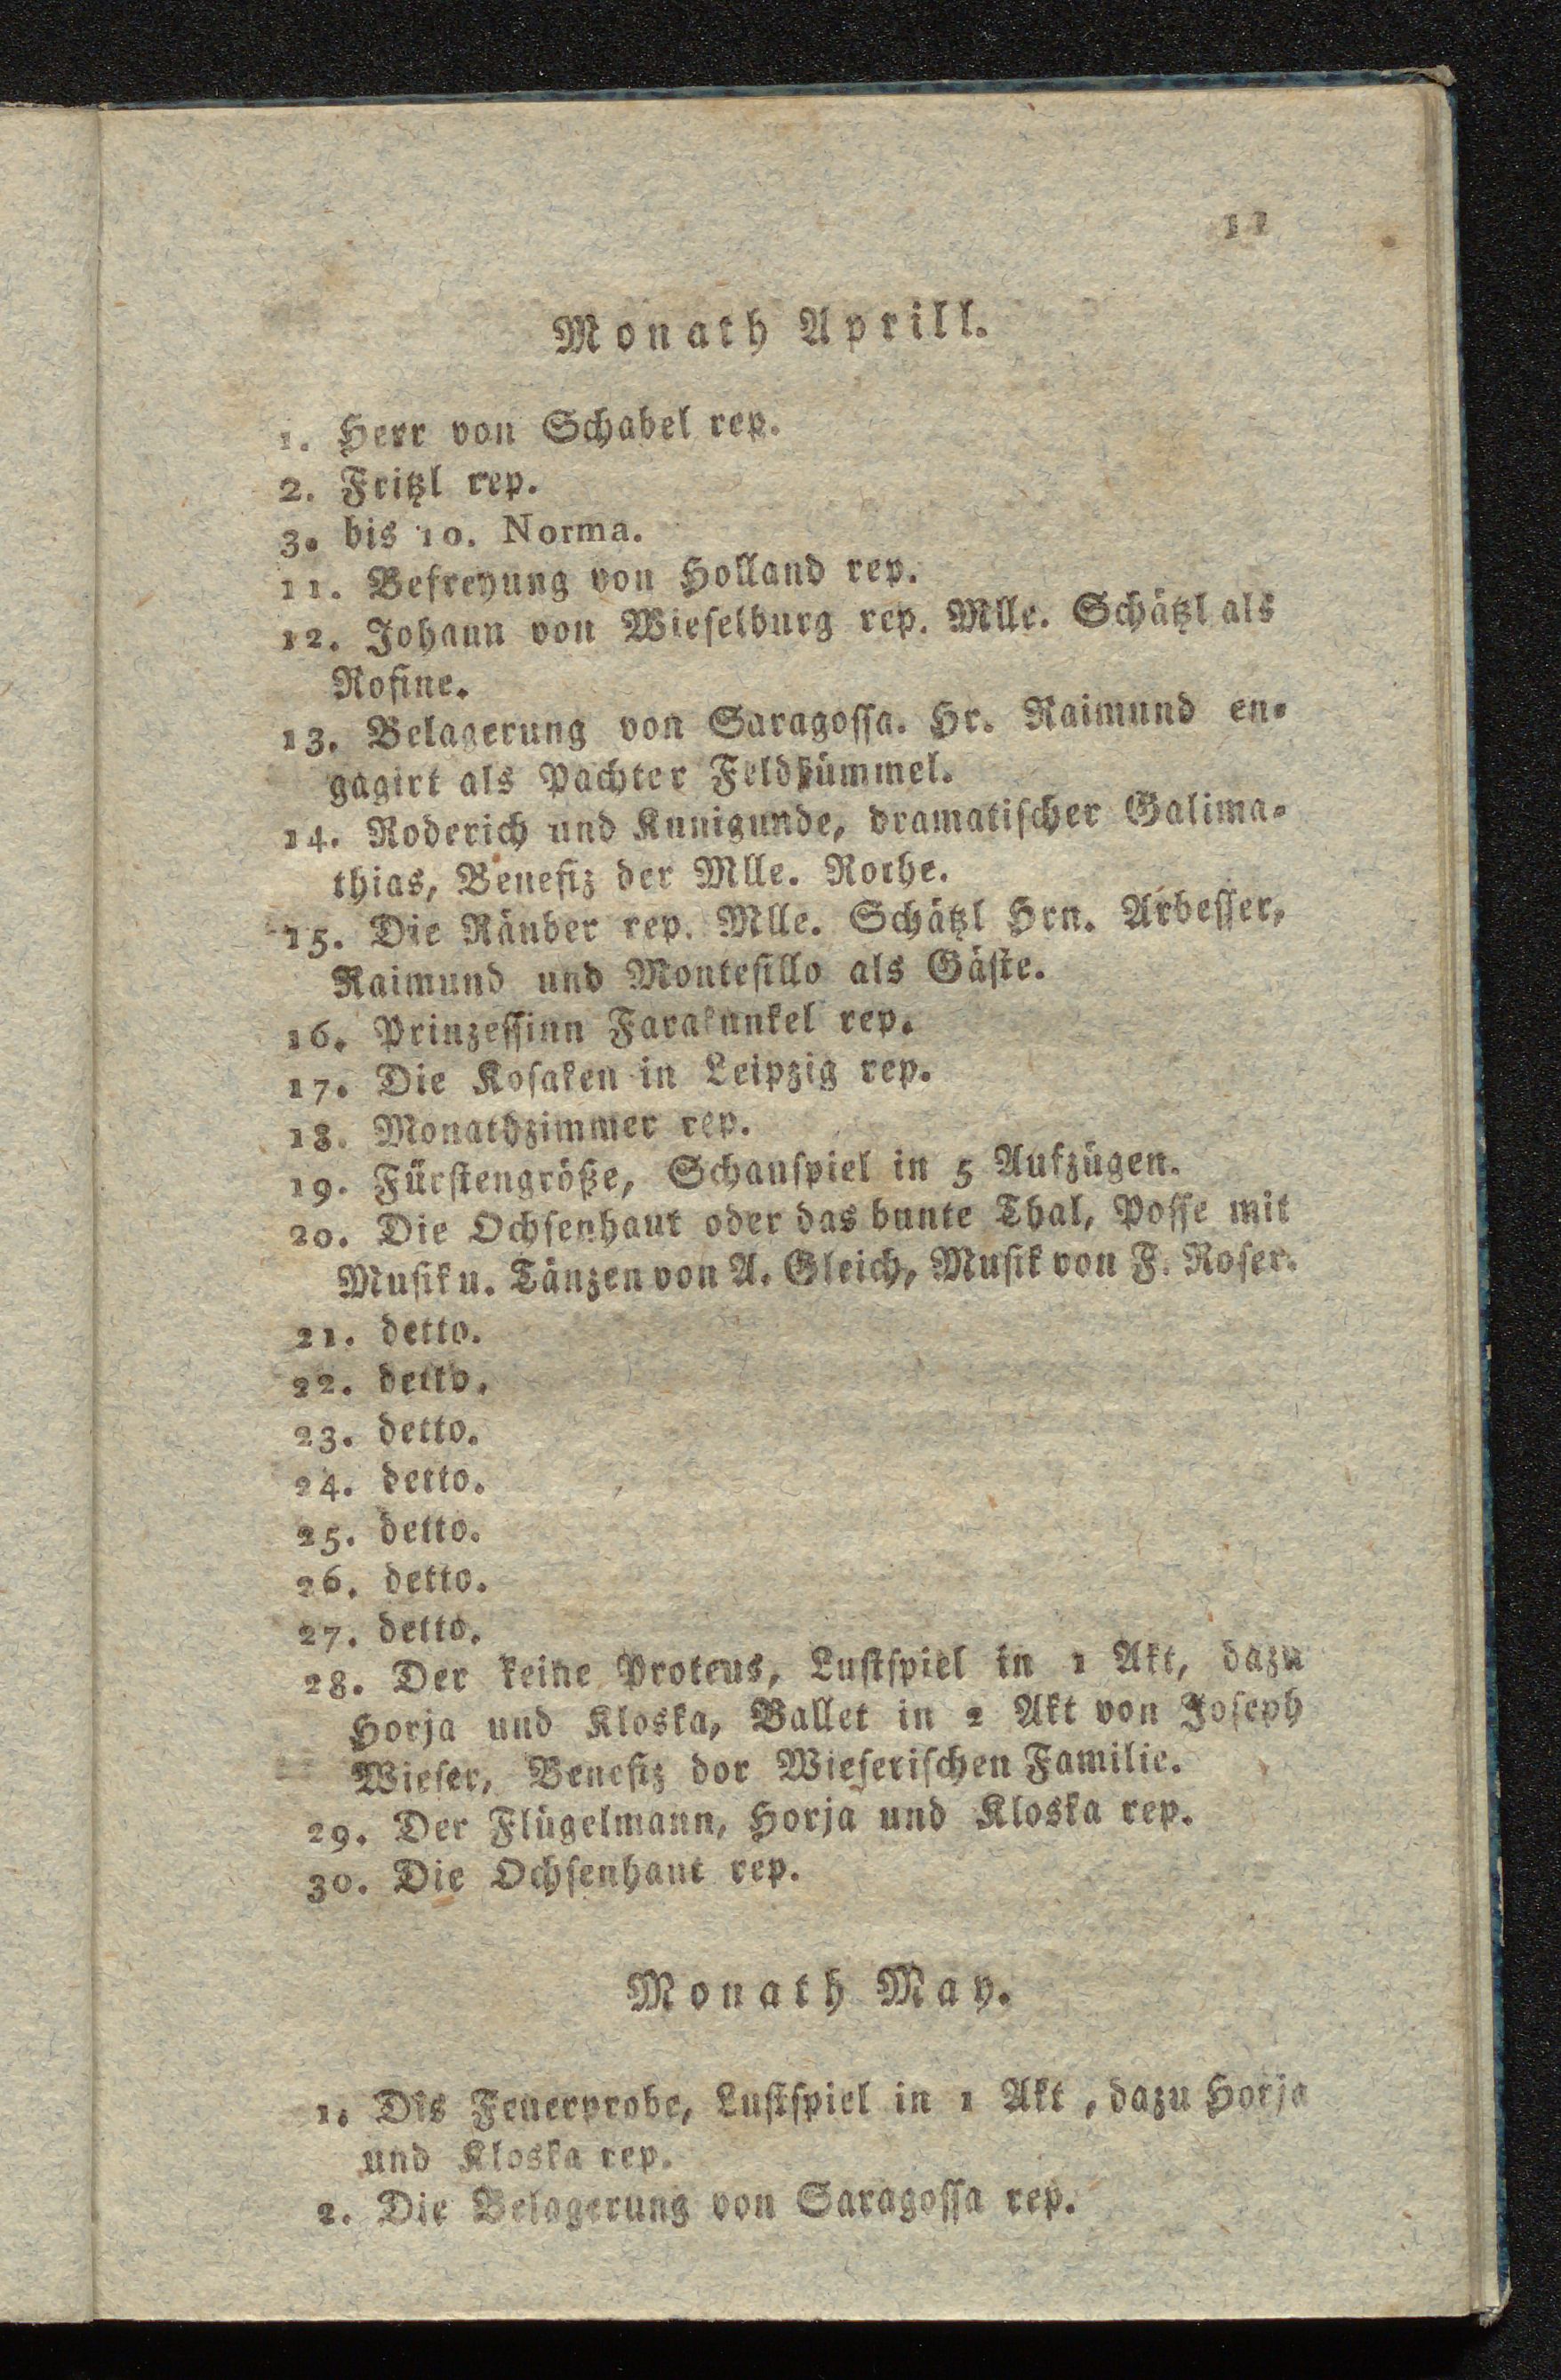 11
Monath Aprill.
1. Herr von Schabel rep.
2. Fritzl rep.
3. bis 10. Norma.
11. Befreyung von Holland rep.
12. Johann von Wieselburg rep. Mlle. Schätzl als
Rosine.
13. Belagerung von Saragossa. Hr. Raimund en-
gagirt als Pachter Feldkümmel.
14. Roderich und Kunigunde, dramatischer Galima-
thias, Benefiz der Mlle. Rothe.
15. Die Räuber rep. Mlle. Schätzl Hrn. Arbesser,
Raimund und Montesillo als Gäste.
16. Prinzessinn Farakunkel rep.
17. Die Kosaken in Leipzig rep.
18. Monathzimmer rep.
19. Fürstengröße, Schauspiel in 5 Aufzügen.
20. Die Ochsenhaut oder das bunte Thal, Posse mit
Musik u. Tänzen von A. Gleich, Musik von F. Roser.
21. detto.
22. detto.
23. detto.
24. detto.
25. detto.
26. detto.
27. detto.
28. Der keine Proteus, Lustspiel in 1 Akt, dazu
Horja und Kloska, Ballet in 2 Akt von Joseph
Wieser, Benefiz dor Wieserischen Familie.
29. Der Flügelmann, Horja und Kloska rep.
30. Die Ochsenhaut rep.
Monath May.
1. Dis Feuerprobe, Lustspiel in 1 Akt, dazu Horja
und Kloska rep.
2. Die Belagerung von Saragossa rep.